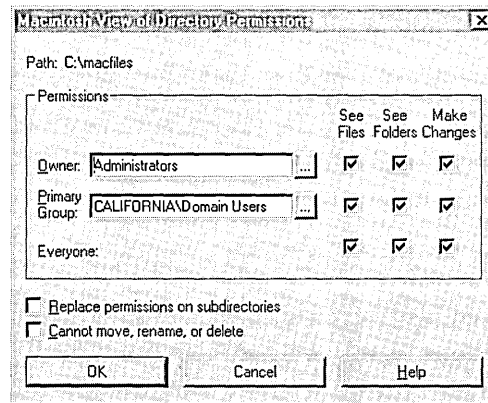 Macintosh View of Directory Permissions
Path: C:\macfiles
Permissions
See Files See Folders Make Changes
Owner: Administrators ...
Primary Group: CALIFORNIA\Domain Users ...
Everyone:
Replace permissions on subdirectories
Cannot move, rename, or delete
OK Cancel Help